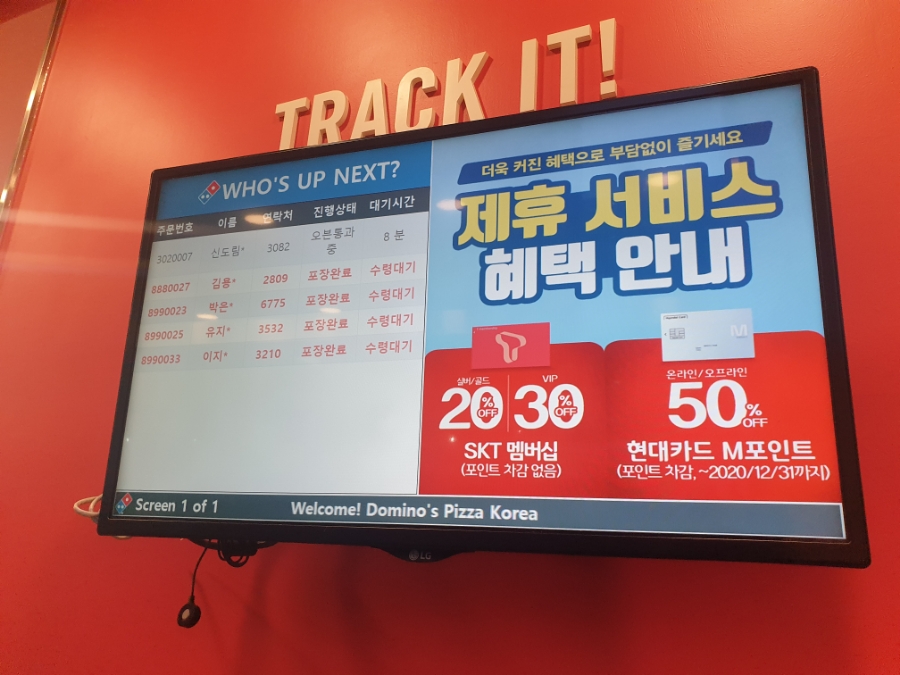 TRACK IT!
WHO'S UP NEXT?
주문번호 이름 연락처 진행상태 대기시간
3020007 신도림* 3082 오븐통과중 8 분
8880027 김용* 2809 포장완료 수령대기
8990023 박은* 6775 포장완료 수령대기
8990025 유지* 3532 포장완료 수령대기
8990033 이지* 3210 포장완료 수령대기
더욱 커진 혜택으로 부담없이 즐기세요
제휴 서비스
혜택 안내
실버/골드 VIP
20% OFF 30% OFF
SKT 멤버십
(포인트 차감 없음)
M
온라인/오프라인
50% OFF
현대카드 M포인트
(포인트 차감, ~2020/12/31까지)
Screen 1 of 1 Welcome! Domino's Pizza Korea
LG